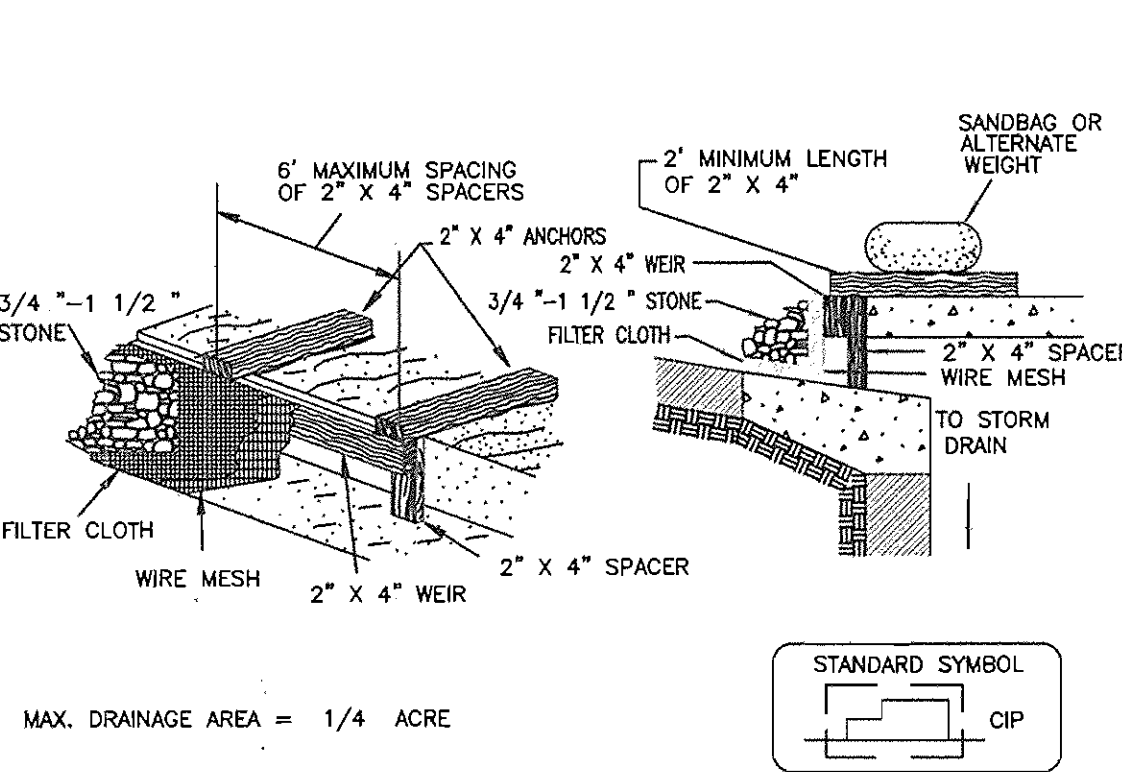 6' MAXIMUM SPACING
OF 2" X 4" SPACERS
2" X 4" ANCHORS
3/4 "-1 1/2 "
STONE
FILTER CLOTH
WIRE MESH
2" X 4" WEIR
2" X 4" SPACER
2' MINIMUM LENGTH
OF 2" X 4"
SANDBAG OR
ALTERNATE
WEIGHT
2" X 4" WEIR
3/4 "-1 1/2 " STONE
FILTER CLOTH
2" X 4" SPACER
WIRE MESH
TO STORM
DRAIN
MAX. DRAINAGE AREA = 1/4 ACRE
STANDARD SYMBOL
CIP